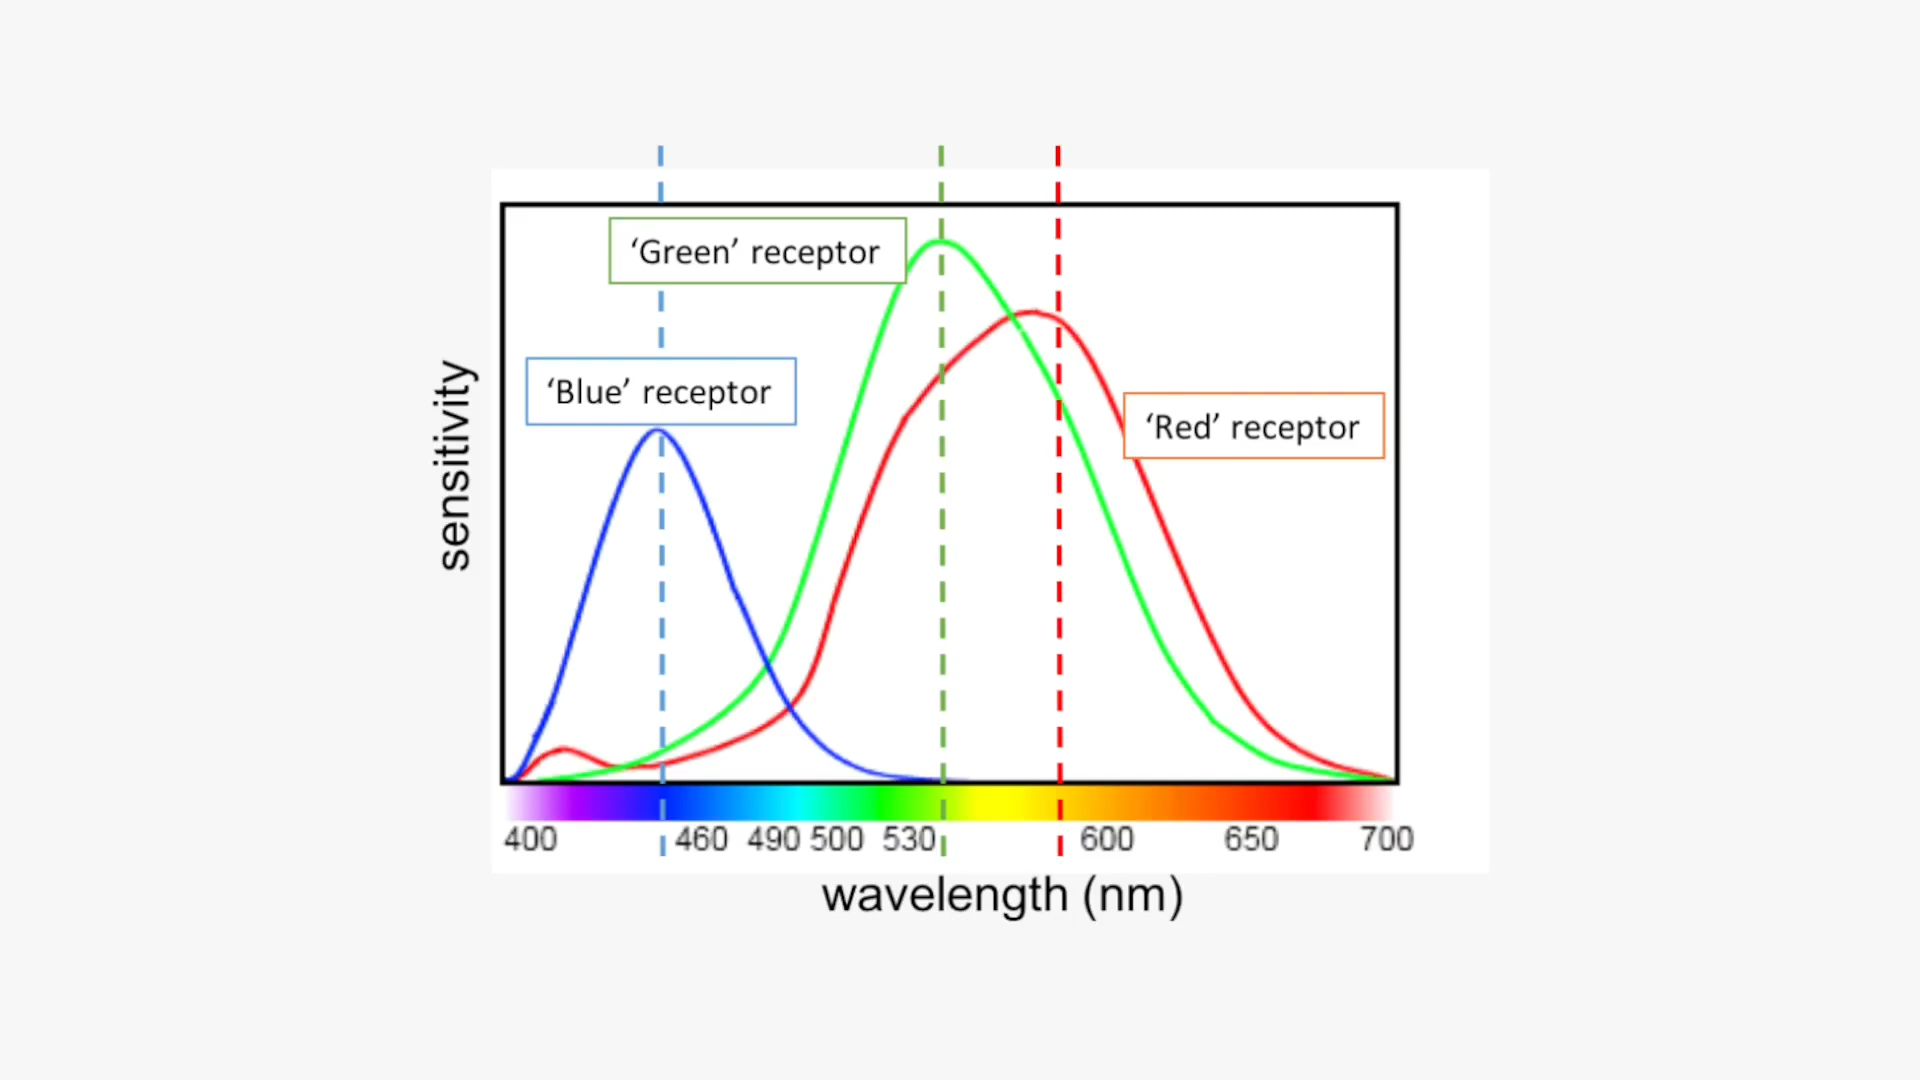 ‘Green’ receptor
‘Blue’ receptor
‘Red’ receptor
sensitivity
400 460 490 500 530 600 650 700
wavelength (nm)